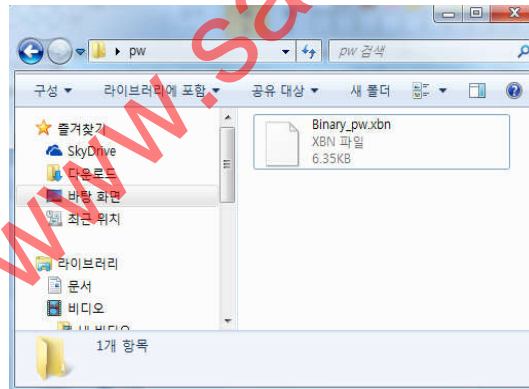 pw
pw 검색
구성
라이브러리에 포함
공유 대상
새 폴더
즐겨찾기
SkyDrive
다운로드
바탕 화면
최근 위치
라이브러리
문서
비디오
Binary_pw.xbn
XBN 파일
6.35KB
1개 항목
www.sa